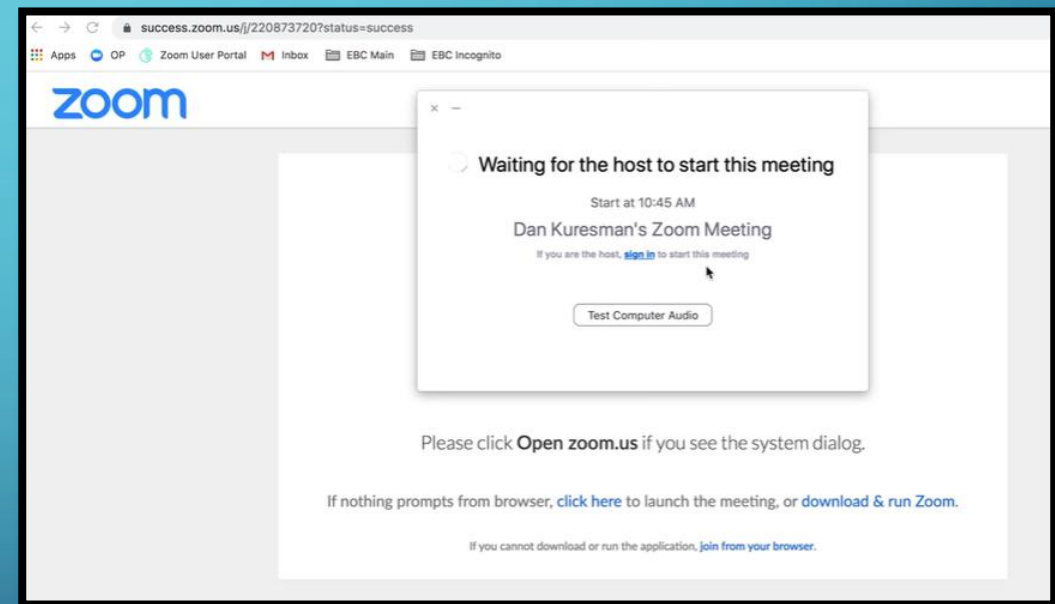 success.zoom.us/j/220873720?status=success
Apps OP Zoom User Portal Inbox EBC Main EBC Incognito
zoom
Waiting for the host to start this meeting
Start at 10:45 AM
Dan Kuresman's Zoom Meeting
If you are the host, sign in to start this meeting
Test Computer Audio
Please click Open zoom.us if you see the system dialog.
If nothing prompts from browser, click here to launch the meeting, or download & run Zoom.
If you cannot download or run the application, join from your browser.